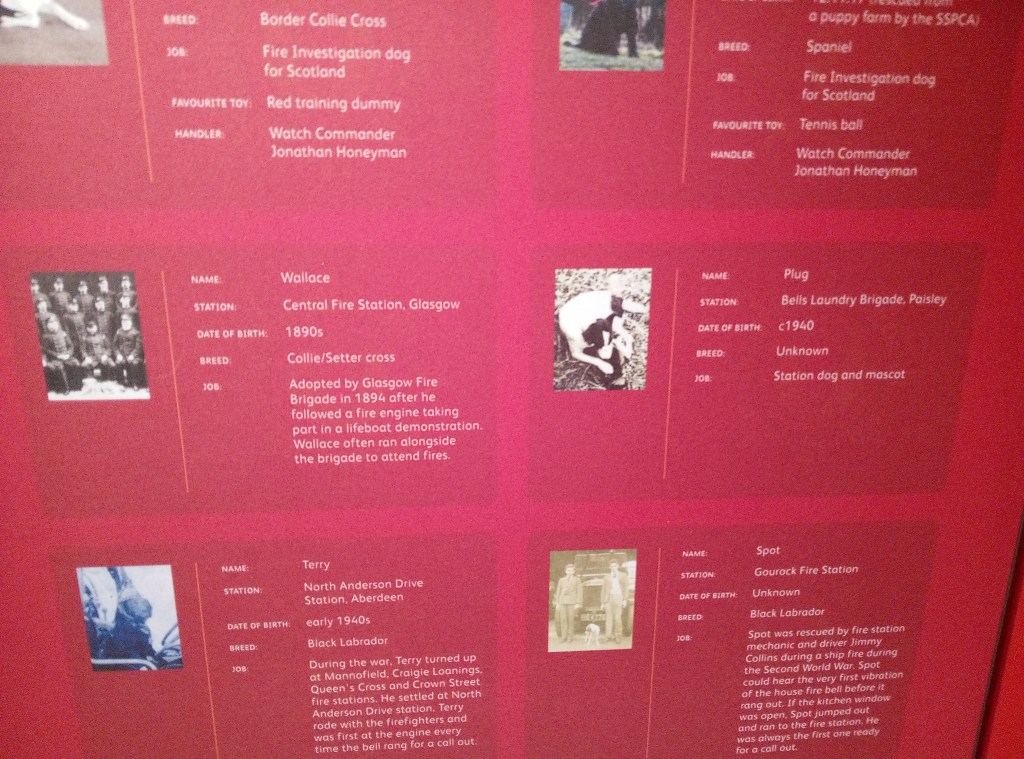 BREED: Border Collie Cross
JOB: Fire Investigation dog
for Scotland
FAVOURITE TOY: Red training dummy
HANDLER: Watch Commander
Jonathan Honeyman
(rescued from
a puppy farm by the SSPCA)
BREED: Spaniel
JOB: Fire Investigation dog
for Scotland
FAVOURITE TOY: Tennis ball
HANDLER: Watch Commander
Jonathan Honeyman
NAME: Wallace
STATION: Central Fire Station, Glasgow
DATE OF BIRTH: 1890s
BREED: Collie/Setter cross
JOB: Adopted by Glasgow Fire
Brigade in 1894 after he
followed a fire engine taking
part in a lifeboat demonstration.
Wallace often ran alongside
the brigade to attend fires.
NAME: Plug
STATION: Bells Laundry Brigade, Paisley
DATE OF BIRTH: c1940
BREED: Unknown
JOB: Station dog and mascot
NAME: Terry
STATION: North Anderson Drive
Station, Aberdeen
DATE OF BIRTH: early 1940s
BREED: Black Labrador
JOB: During the war, Terry turned up
at Mannofield, Craigie Loanings,
Queen's Cross and Crown Street
fire stations. He settled at North
Anderson Drive station. Terry
rode with the firefighters and
was first at the engine every
time the bell rang for a call out.
NAME: Spot
STATION: Gourock Fire Station
DATE OF BIRTH: Unknown
BREED: Black Labrador
JOB: Spot was rescued by fire station
mechanic and driver Jimmy
Collins during a ship fire during
the Second World War. Spot
could hear the very first vibration
of the house fire bell before it
rang out. If the kitchen window
was open, Spot jumped out
and ran to the fire station. He
was always the first one ready
for a call out.